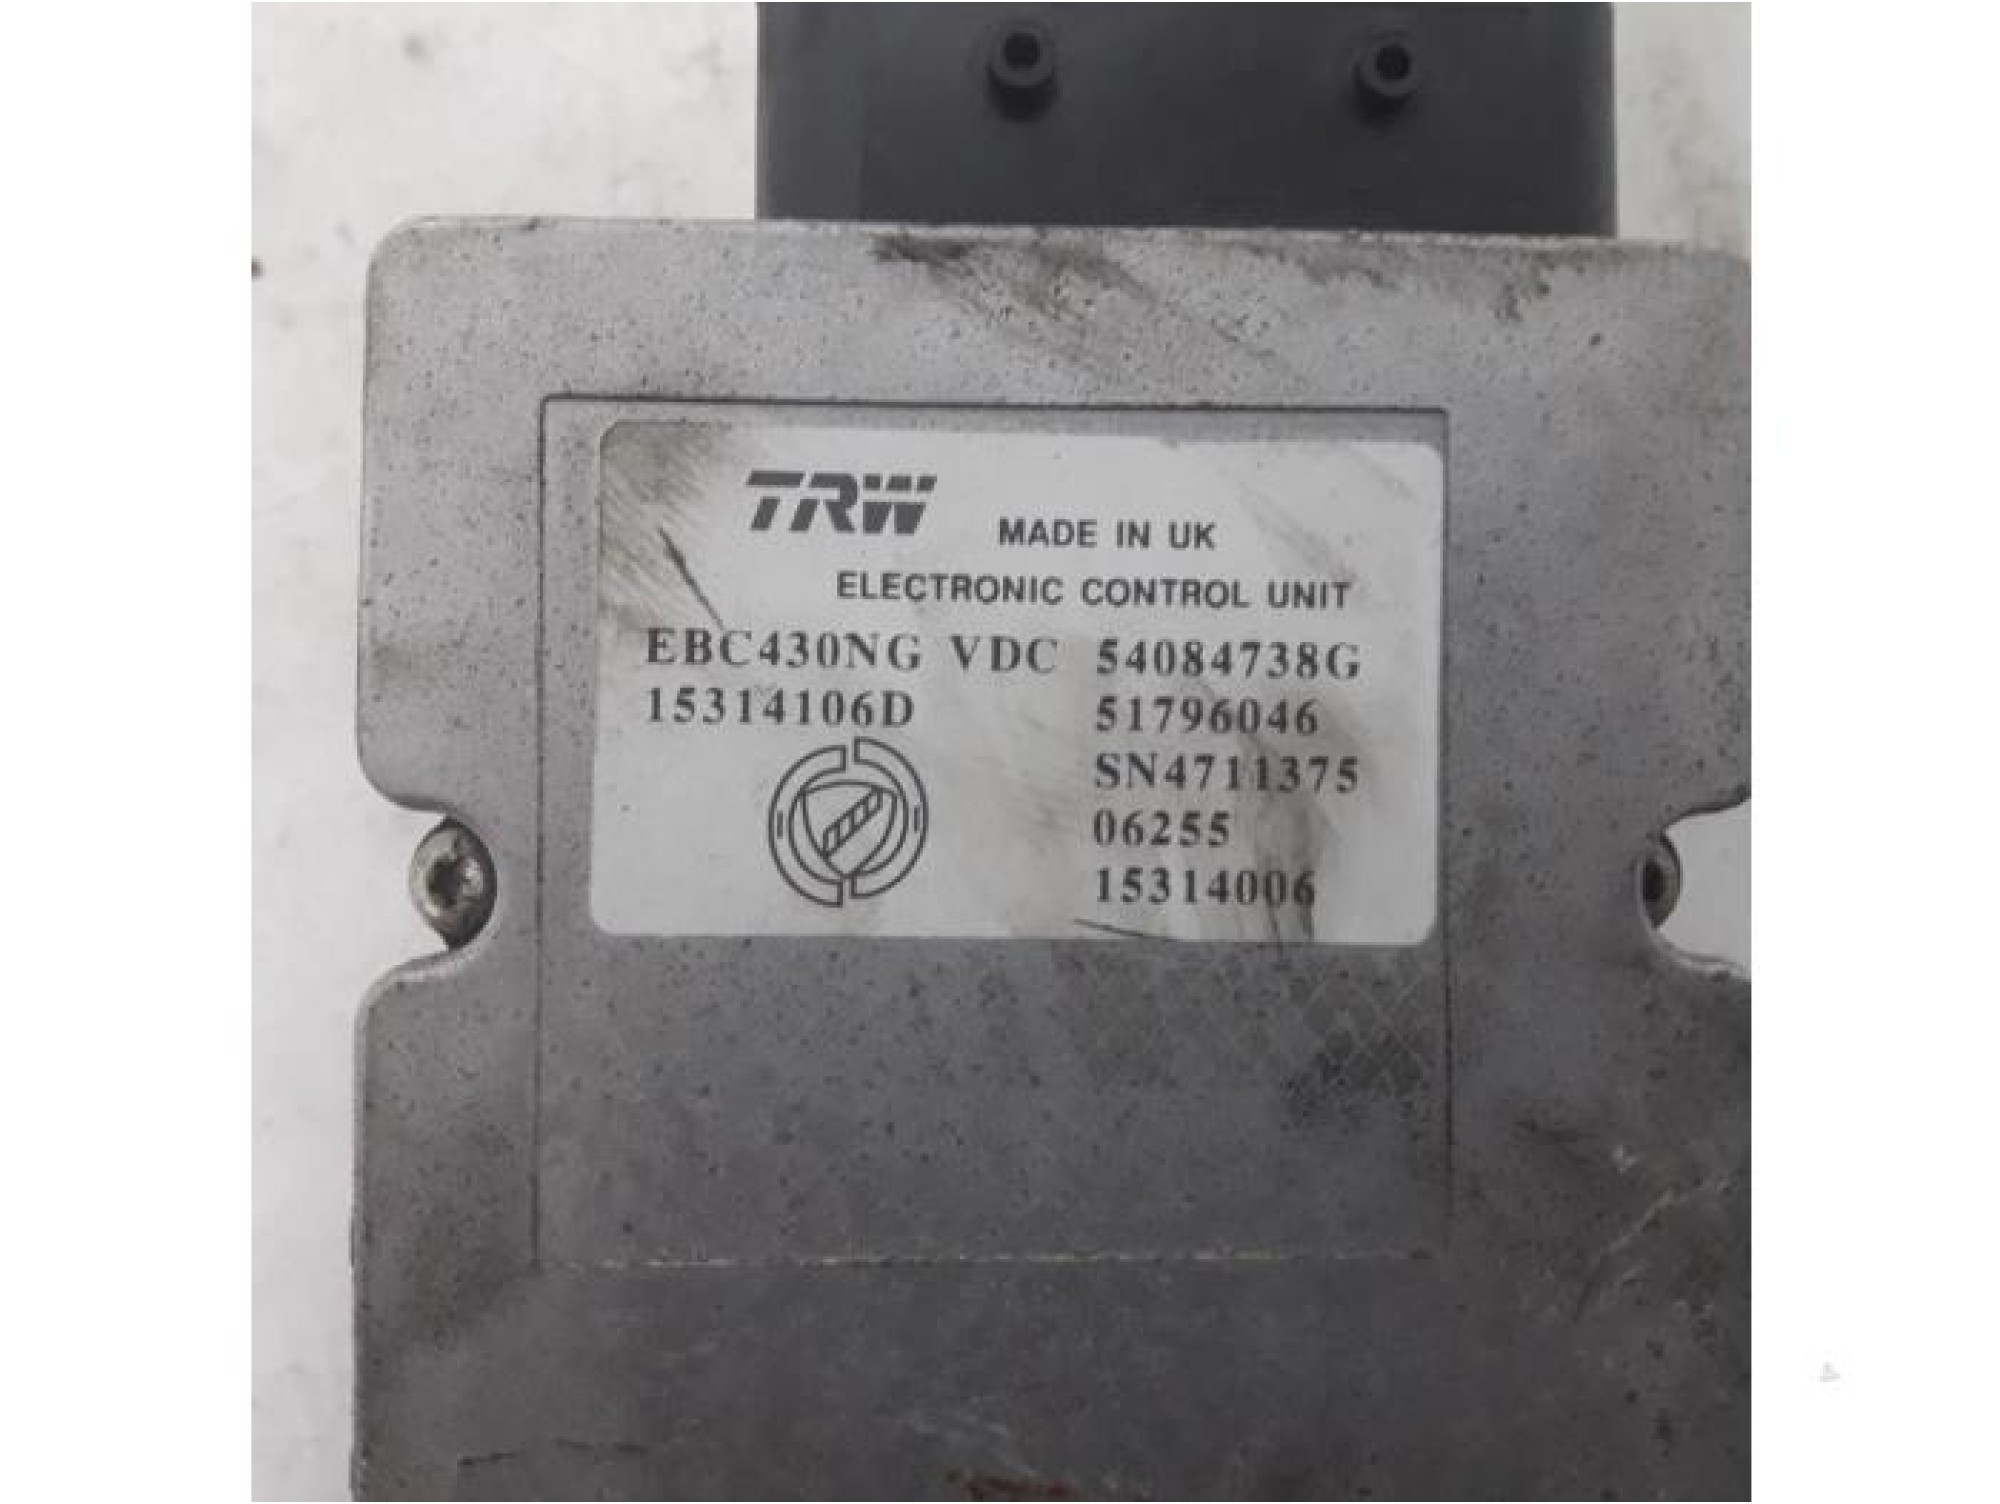 TRW MADE IN UK
ELECTRONIC CONTROL UNIT
EBC430NG VDC 54084738G
15314106D 51796046
SN4711375
06255
15314006